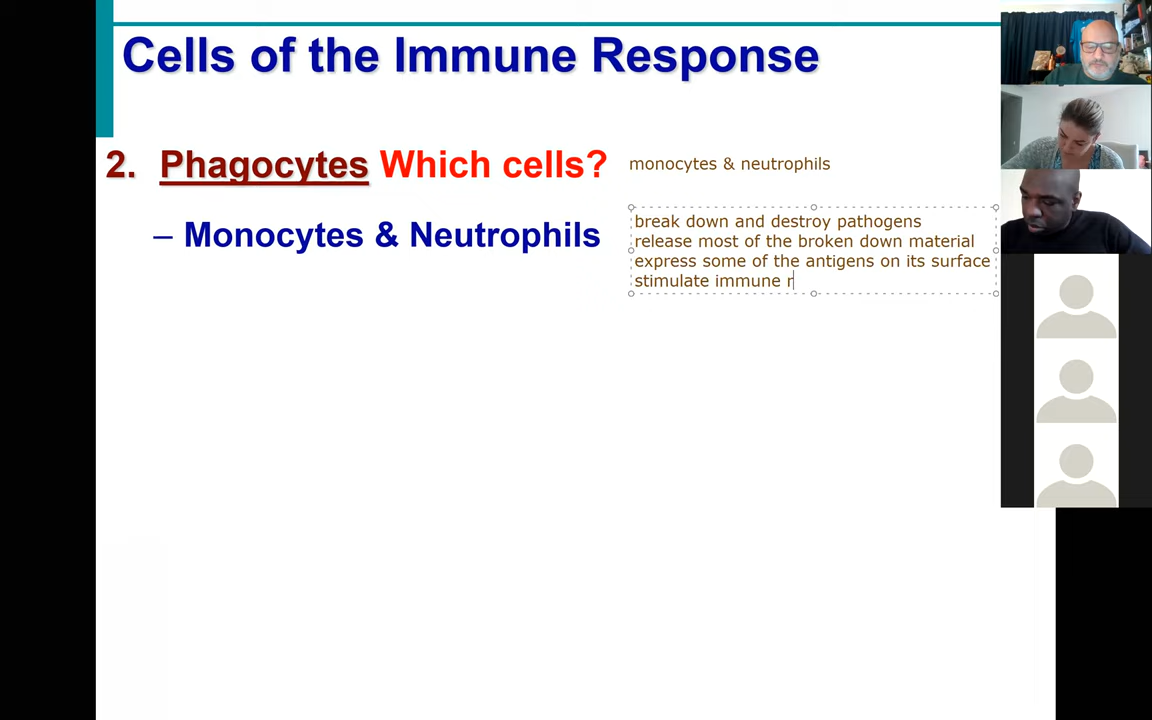 Cells of the Immune Response
2. Phagocytes Which cells?
monocytes & neutrophils
– Monocytes & Neutrophils
break down and destroy pathogens
release most of the broken down material
express some of the antigens on its surface
stimulate immune r